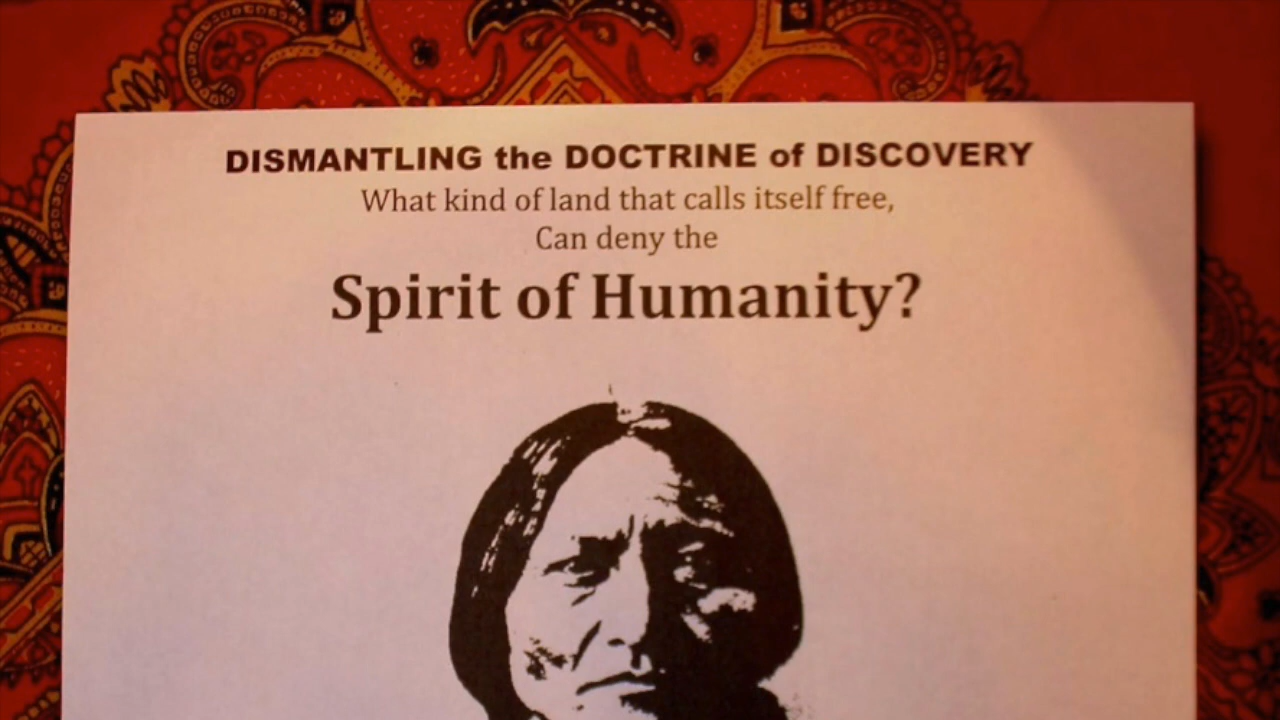 DISMANTLING the DOCTRINE of DISCOVERY
What kind of land that calls itself free,
Can deny the
Spirit of Humanity?